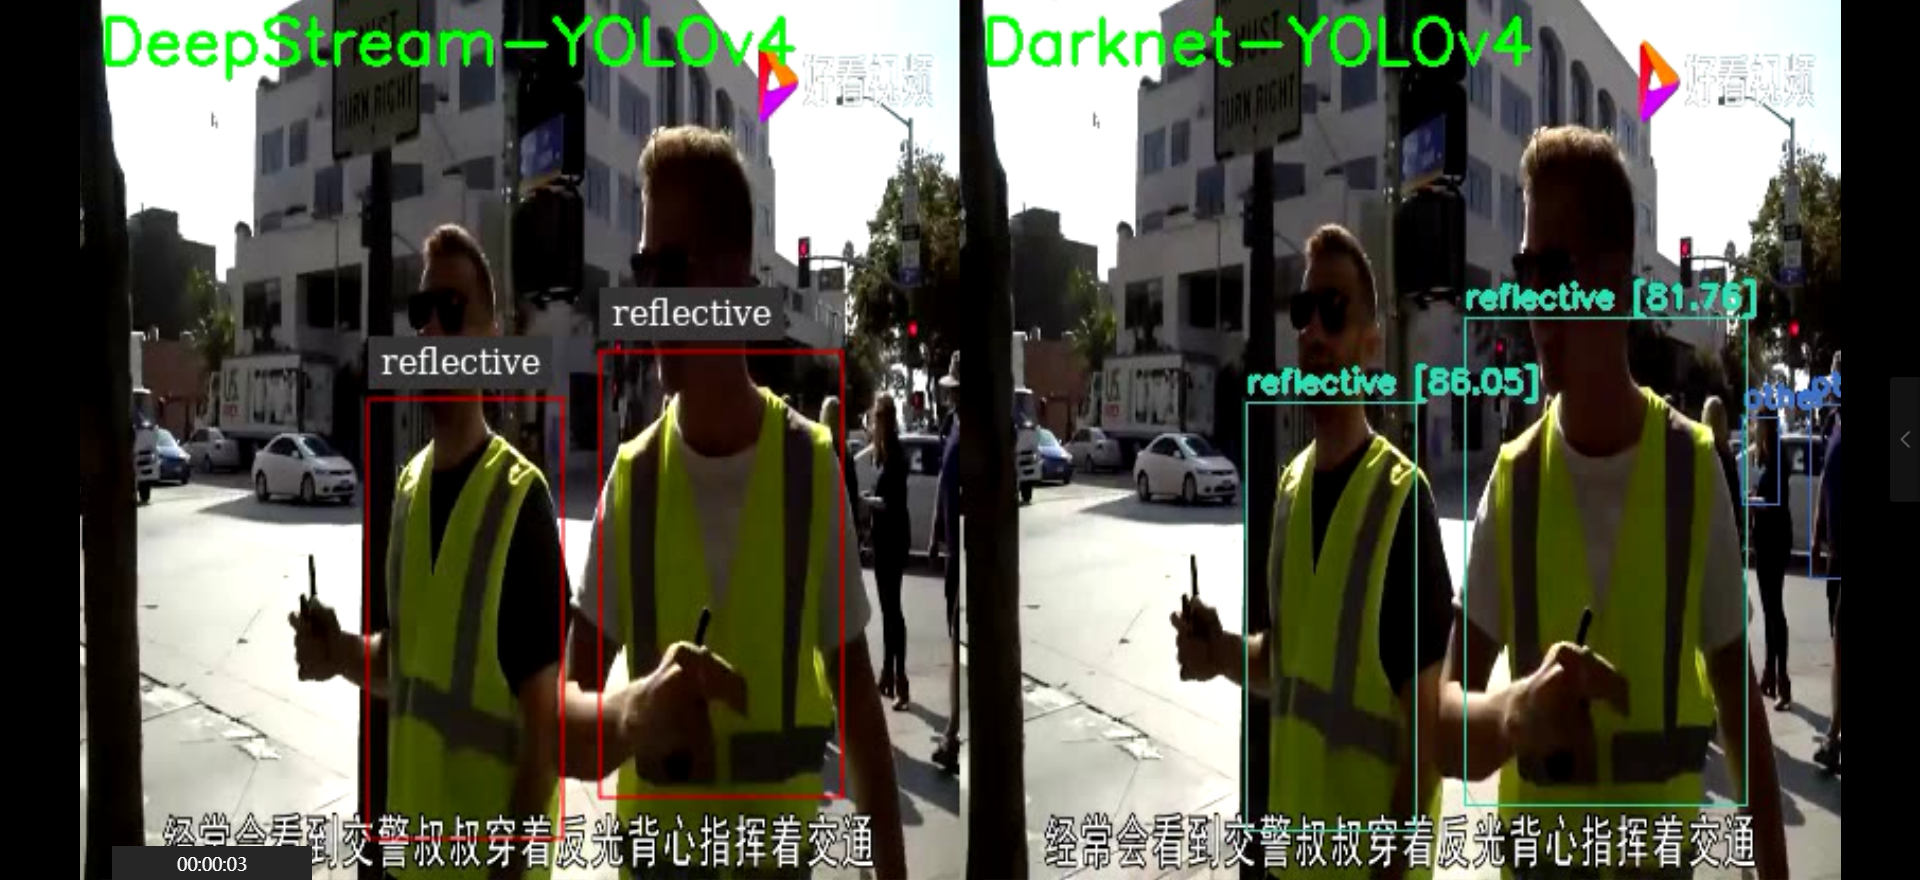 DeepStream-YOLOv4
好看视频
MUST
TURN RIGHT
reflective
reflective
经常会看到交警叔叔穿着反光背心指挥着交通
00:00:03
Darknet-YOLOv4
好看视频
MUST
TURN RIGHT
reflective [81.76]
reflective [86.05]
other
经常会看到交警叔叔穿着反光背心指挥着交通